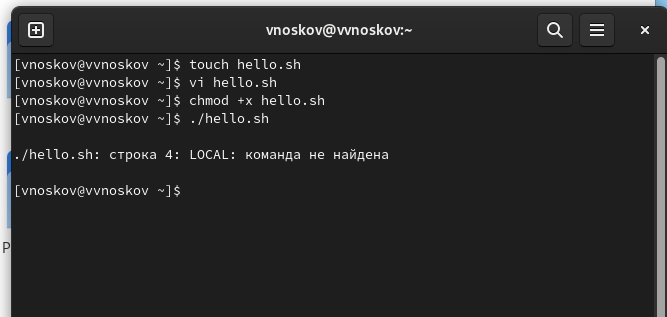 vnoskov@vvnoskov:~
[vnoskov@vvnoskov ~]$ touch hello.sh
[vnoskov@vvnoskov ~]$ vi hello.sh
[vnoskov@vvnoskov ~]$ chmod +x hello.sh
[vnoskov@vvnoskov ~]$ ./hello.sh
./hello.sh: строка 4: LOCAL: команда не найдена
[vnoskov@vvnoskov ~]$
P